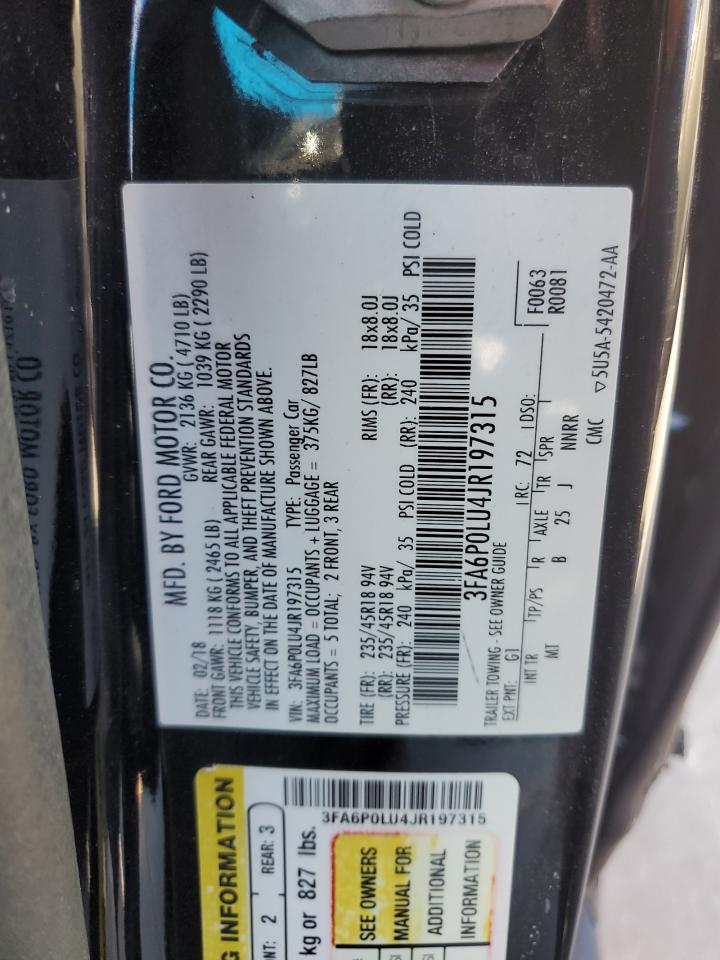 MFD. BY FORD MOTOR CO.
DATE: 02/18 GVWR: 2136 KG ( 4710 LB)
FRONT GAWR: 1118 KG ( 2465 LB) REAR GAWR: 1039 KG ( 2290 LB)
THIS VEHICLE CONFORMS TO ALL APPLICABLE FEDERAL MOTOR
VEHICLE SAFETY, BUMPER, AND THEFT PREVENTION STANDARDS
IN EFFECT ON THE DATE OF MANUFACTURE SHOWN ABOVE.
VIN: 3FA6P0LU4JR197315 TYPE: Passenger Car
MAXIMUM LOAD = OCCUPANTS + LUGGAGE = 375KG/ 827LB
OCCUPANTS = 5 TOTAL; 2 FRONT, 3 REAR
TIRE (FR): 235/45R18 94V RIMS (FR): 18x8.0J
(RR): 235/45R18 94V (RR): 18x8.0J
PRESSURE (FR): 240 kPa/ 35 PSI COLD (RR): 240 kPa/ 35 PSI COLD
3FA6P0LU4JR197315
TRAILER TOWING - SEE OWNER GUIDE
EXT PNT: G1 RC: 72 DSO: F0063
R0081
INT TR TP/PS R AXLE TR SPR
MT B 25 J NNRR
CMC
▽5U5A-5420472-AA
G INFORMATION
NT: 2 REAR: 3
kg or 827 lbs.
3FA6P0LU4JR197315
SEE OWNERS
MANUAL FOR
ADDITIONAL
INFORMATION